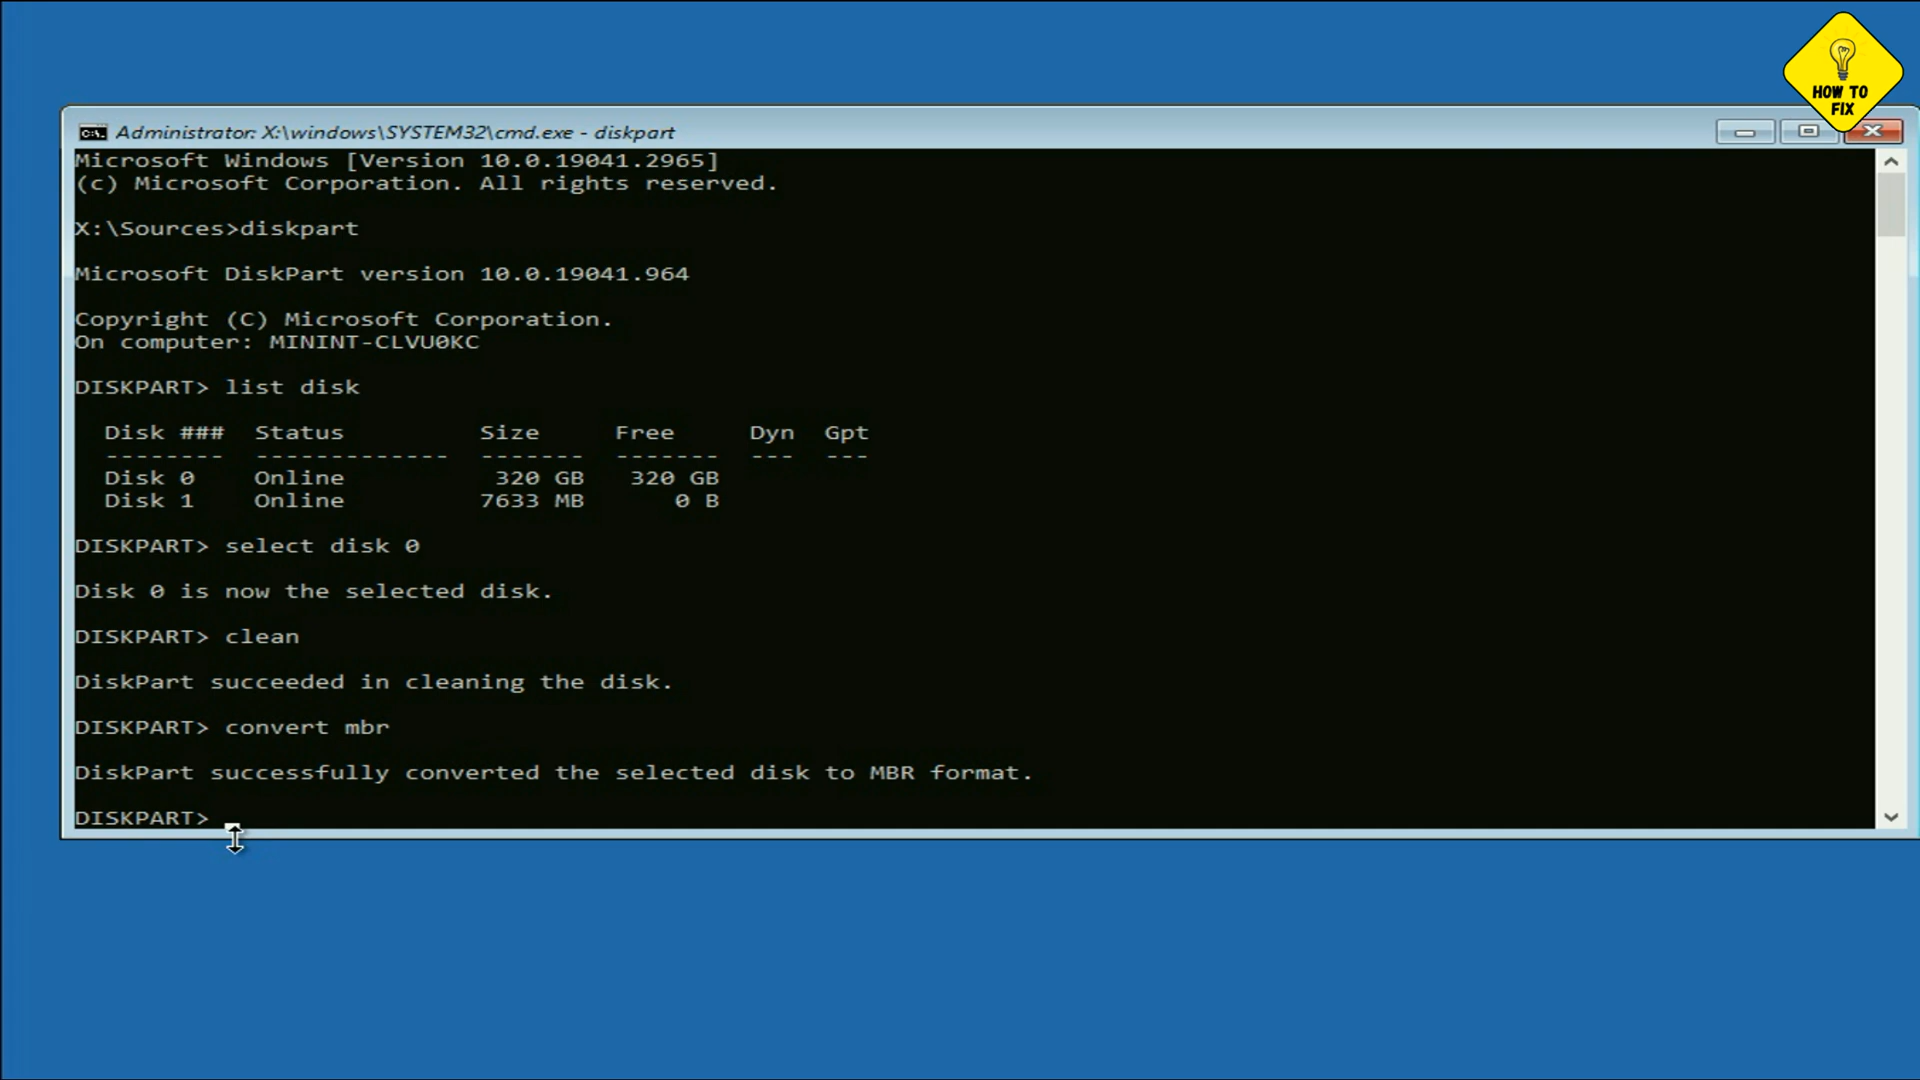 HOW TO
FIX
Administrator: X:\windows\SYSTEM32\cmd.exe - diskpart
Microsoft Windows [Version 10.0.19041.2965]
(c) Microsoft Corporation. All rights reserved.
X:\Sources>diskpart
Microsoft DiskPart version 10.0.19041.964
Copyright (C) Microsoft Corporation.
On computer: MININT-CLVU0KC
DISKPART> list disk
Disk ###  Status         Size     Free     Dyn  Gpt
--------  -------------  -------  -------  ---  ---
Disk 0    Online          320 GB   320 GB
Disk 1    Online         7633 MB      0 B
DISKPART> select disk 0
Disk 0 is now the selected disk.
DISKPART> clean
DiskPart succeeded in cleaning the disk.
DISKPART> convert mbr
DiskPart successfully converted the selected disk to MBR format.
DISKPART>